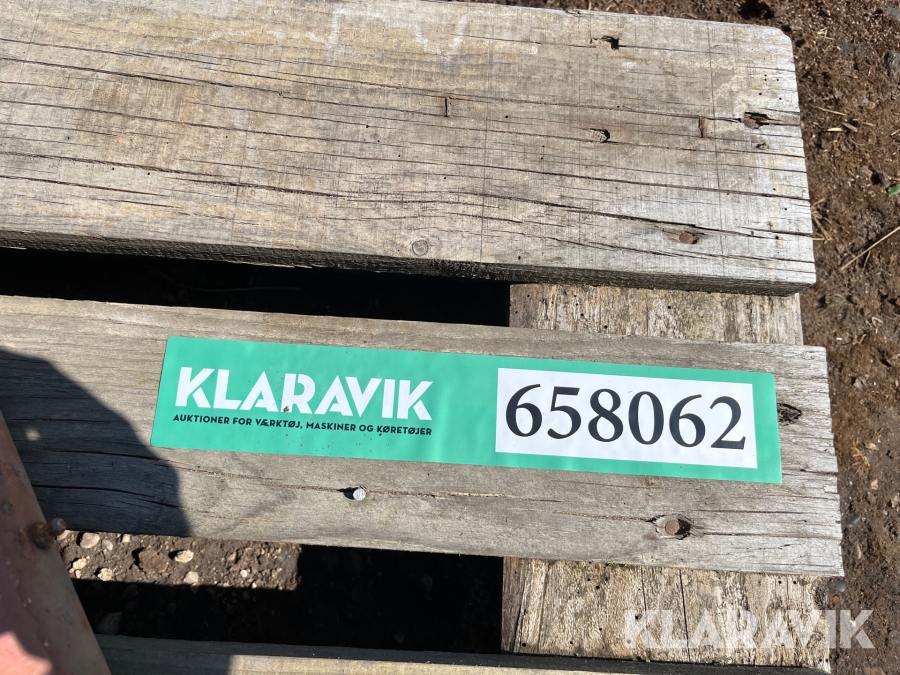 KLARAVIK
AUKTIONER FOR VÆRKTØJ, MASKINER OG KØRETØJER
658062
KLARAVIK